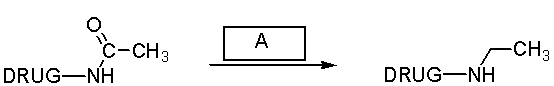 O
C CH3
DRUG NH
A
CH3
DRUG NH